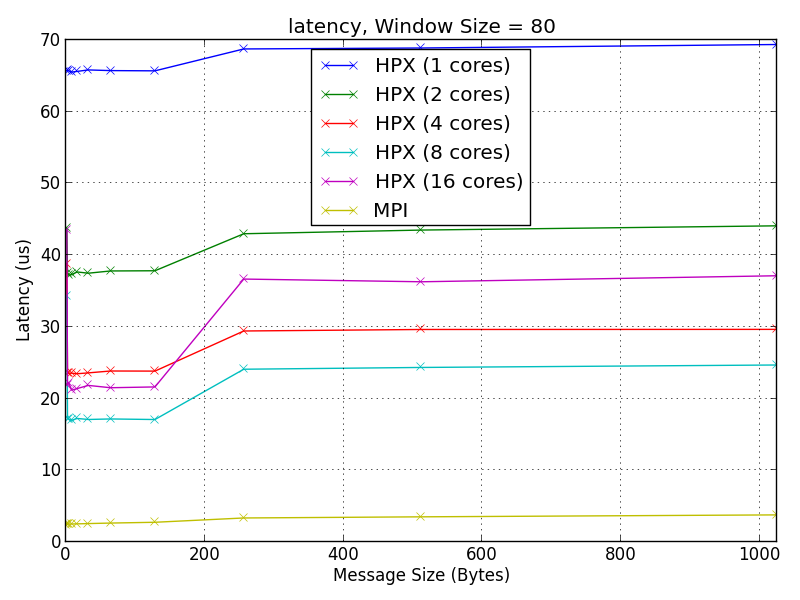 latency, Window Size = 80
70
60
50
40
30
20
10
0
Latency (us)
HPX (1 cores)
HPX (2 cores)
HPX (4 cores)
HPX (8 cores)
HPX (16 cores)
MPI
0 200 400 600 800 1000
Message Size (Bytes)